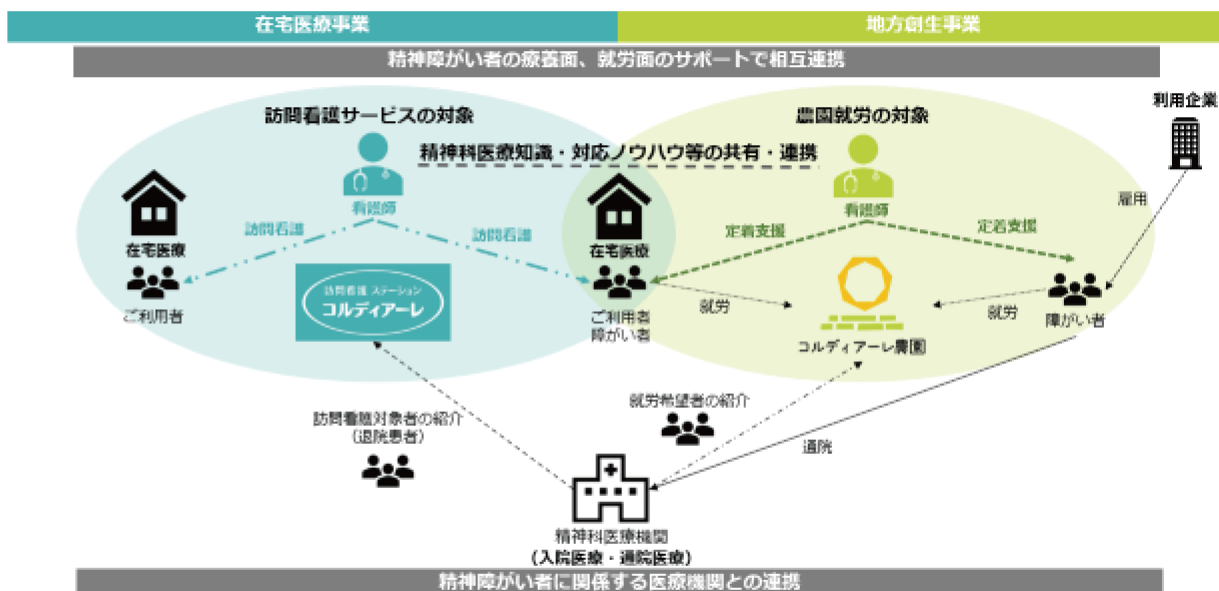 在宅医療事業
地方創生事業
精神障がい者の療養面、就労面のサポートで相互連携
訪問看護サービスの対象
農園就労の対象
利用企業
精神科医療知識・対応ノウハウ等の共有・連携
看護師
看護師
雇用
訪問看護
訪問看護
定着支援
定着支援
在宅医療
在宅医療
訪問看護 ステーション
コルディアーレ
ご利用者
ご利用者
障がい者
就労
就労
障がい者
コルディアーレ農園
訪問看護対象者の紹介
(退院患者)
就労希望者の紹介
通院
精神科医療機関
(入院医療・通院医療)
精神障がい者に関係する医療機関との連携